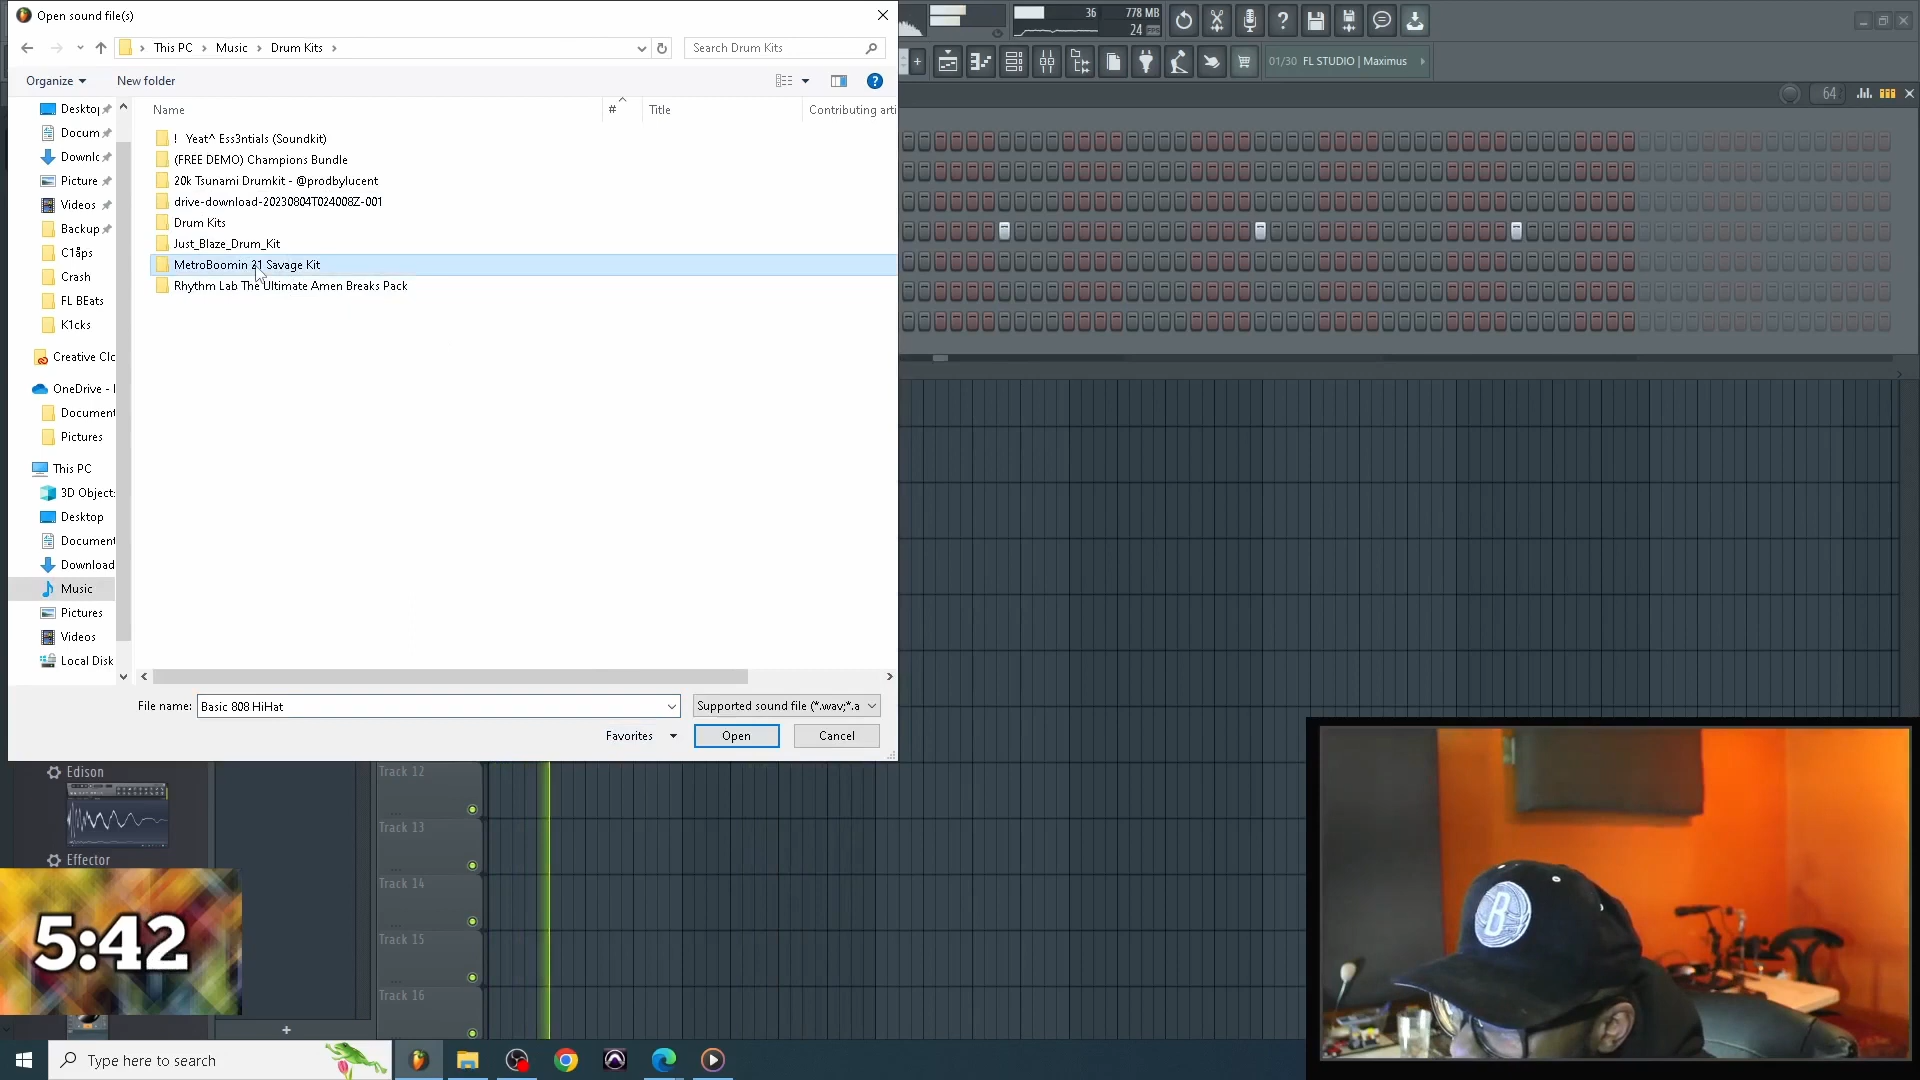 Open sound file(s)
36
778 MB
24
This PC
Music
Drum Kits
Search Drum Kits
01/30 FL STUDIO | Maximus
Organize
New folder
64
Name
#
Title
Contributing arti
Desktop
Docum
Downlc
Picture
Videos
Backup
C1åps
Crash
FL BEats
K1cks
Creative Clc
OneDrive -
Document
Pictures
This PC
3D Object:
Desktop
Document
Download
Music
Pictures
Videos
Local Disk
! Yeat^ Ess3ntials (Soundkit)
(FREE DEMO) Champions Bundle
20k Tsunami Drumkit - @prodbylucent
drive-download-20230804T024008Z-001
Drum Kits
Just_Blaze_Drum_Kit
MetroBoomin 21 Savage Kit
Rhythm Lab The Ultimate Amen Breaks Pack
File name:
Basic 808 HiHat
Supported sound file (*.wav;*.a
Favorites
Open
Cancel
Edison
Effector
Track 12
Track 13
Track 14
Track 15
Track 16
5:42
B
Type here to search